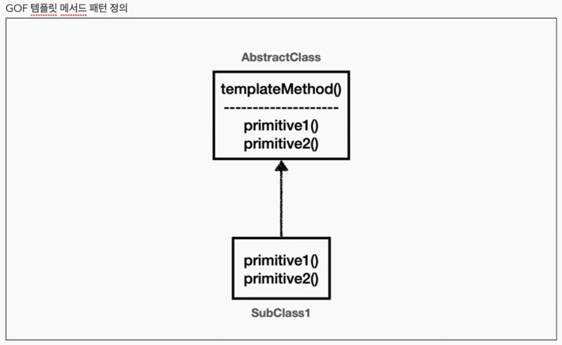 GOF 템플릿 메서드 패턴 정의
AbstractClass
templateMethod()
--------------------
primitive1()
primitive2()
primitive1()
primitive2()
SubClass1